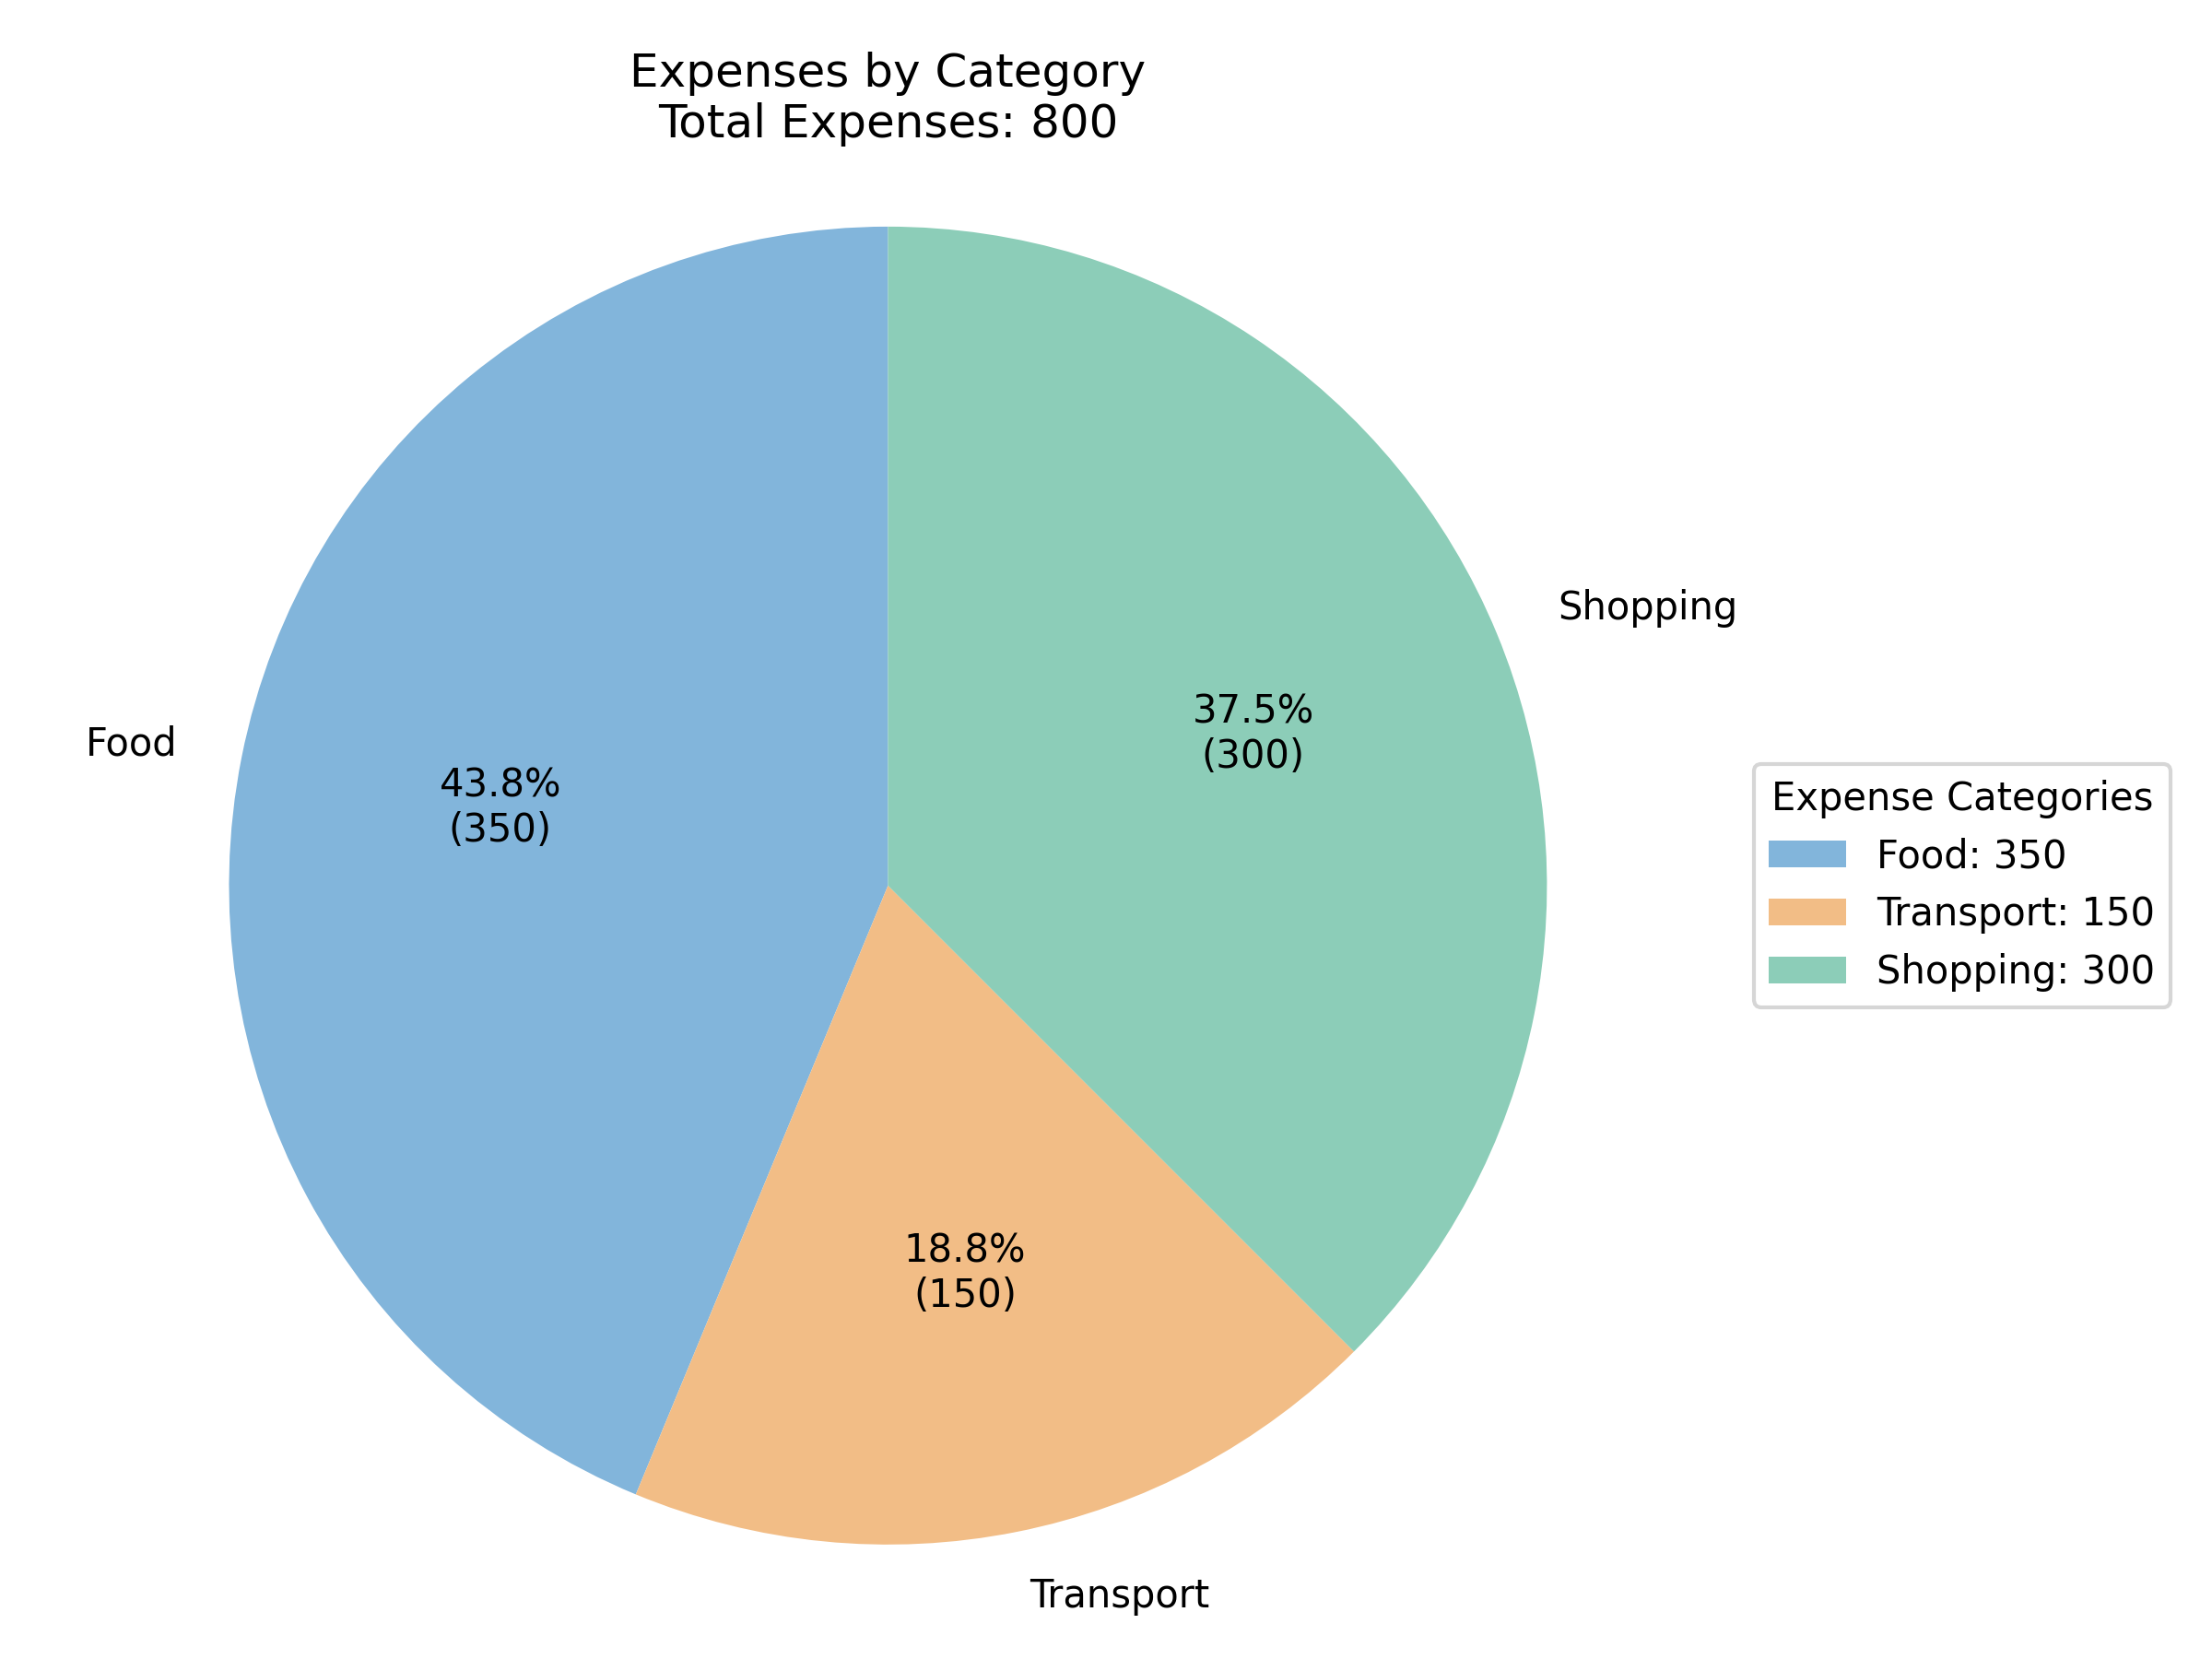 Expenses by Category
Total Expenses: 800
Shopping
37.5%
(300)
Food
43.8%
(350)
Expense Categories
Food: 350
Transport: 150
Shopping: 300
18.8%
(150)
Transport